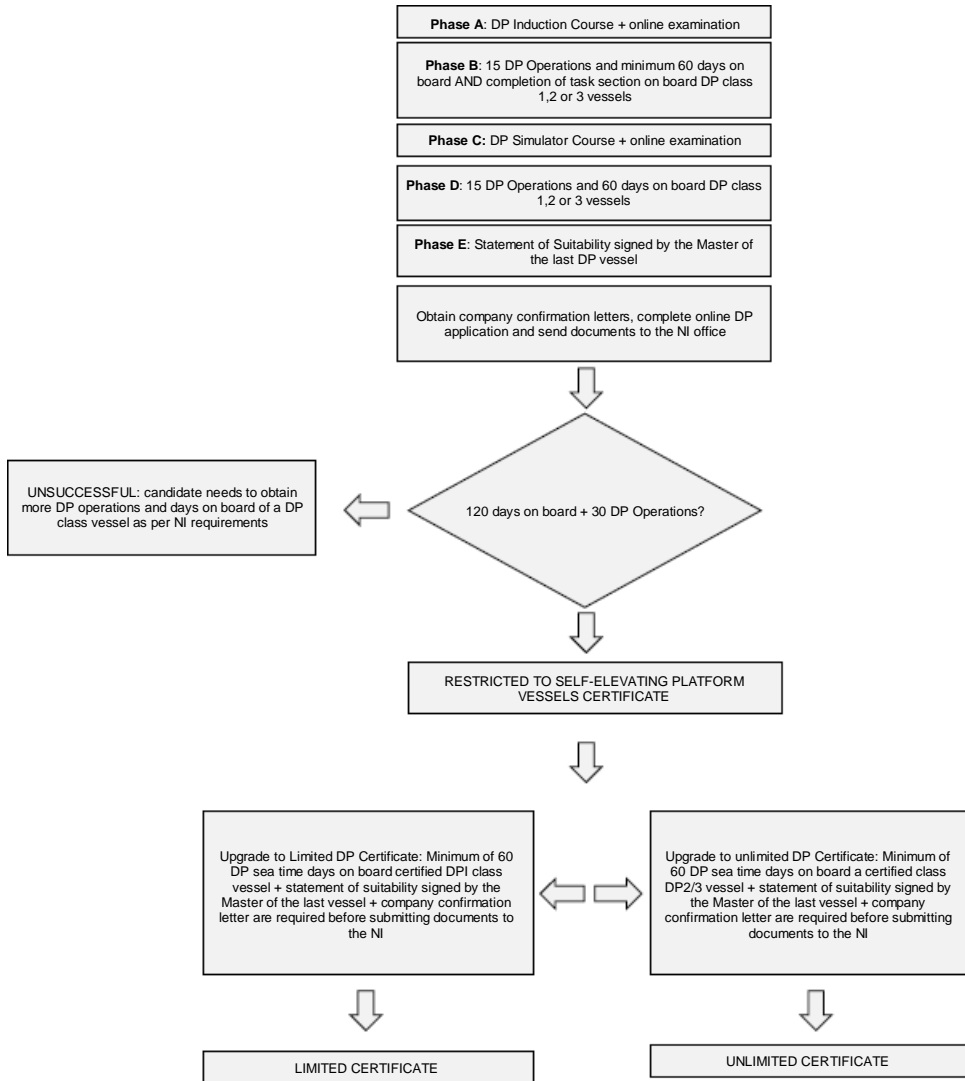 Phase A: DP Induction Course + online examination
Phase B: 15 DP Operations and minimum 60 days on
board AND completion of task section on board DP class
1,2 or 3 vessels
Phase C: DP Simulator Course + online examination
Phase D: 15 DP Operations and 60 days on board DP class
1,2 or 3 vessels
Phase E: Statement of Suitability signed by the Master of
the last DP vessel
Obtain company confirmation letters, complete online DP
application and send documents to the NI office
UNSUCCESSFUL: candidate needs to obtain
more DP operations and days on board of a DP
class vessel as per NI requirements
120 days on board + 30 DP Operations?
RESTRICTED TO SELF-ELEVATING PLATFORM
VESSELS CERTIFICATE
Upgrade to Limited DP Certificate: Minimum of 60
DP sea time days on board certified DPI class
vessel + statement of suitability signed by the
Master of the last vessel + company confirmation
letter are required before submitting documents to
the NI
Upgrade to unlimited DP Certificate: Minimum of
60 DP sea time days on board a certified class
DP2/3 vessel + statement of suitability signed by
the Master of the last vessel + company
confirmation letter are required before submitting
documents to the NI
LIMITED CERTIFICATE
UNLIMITED CERTIFICATE